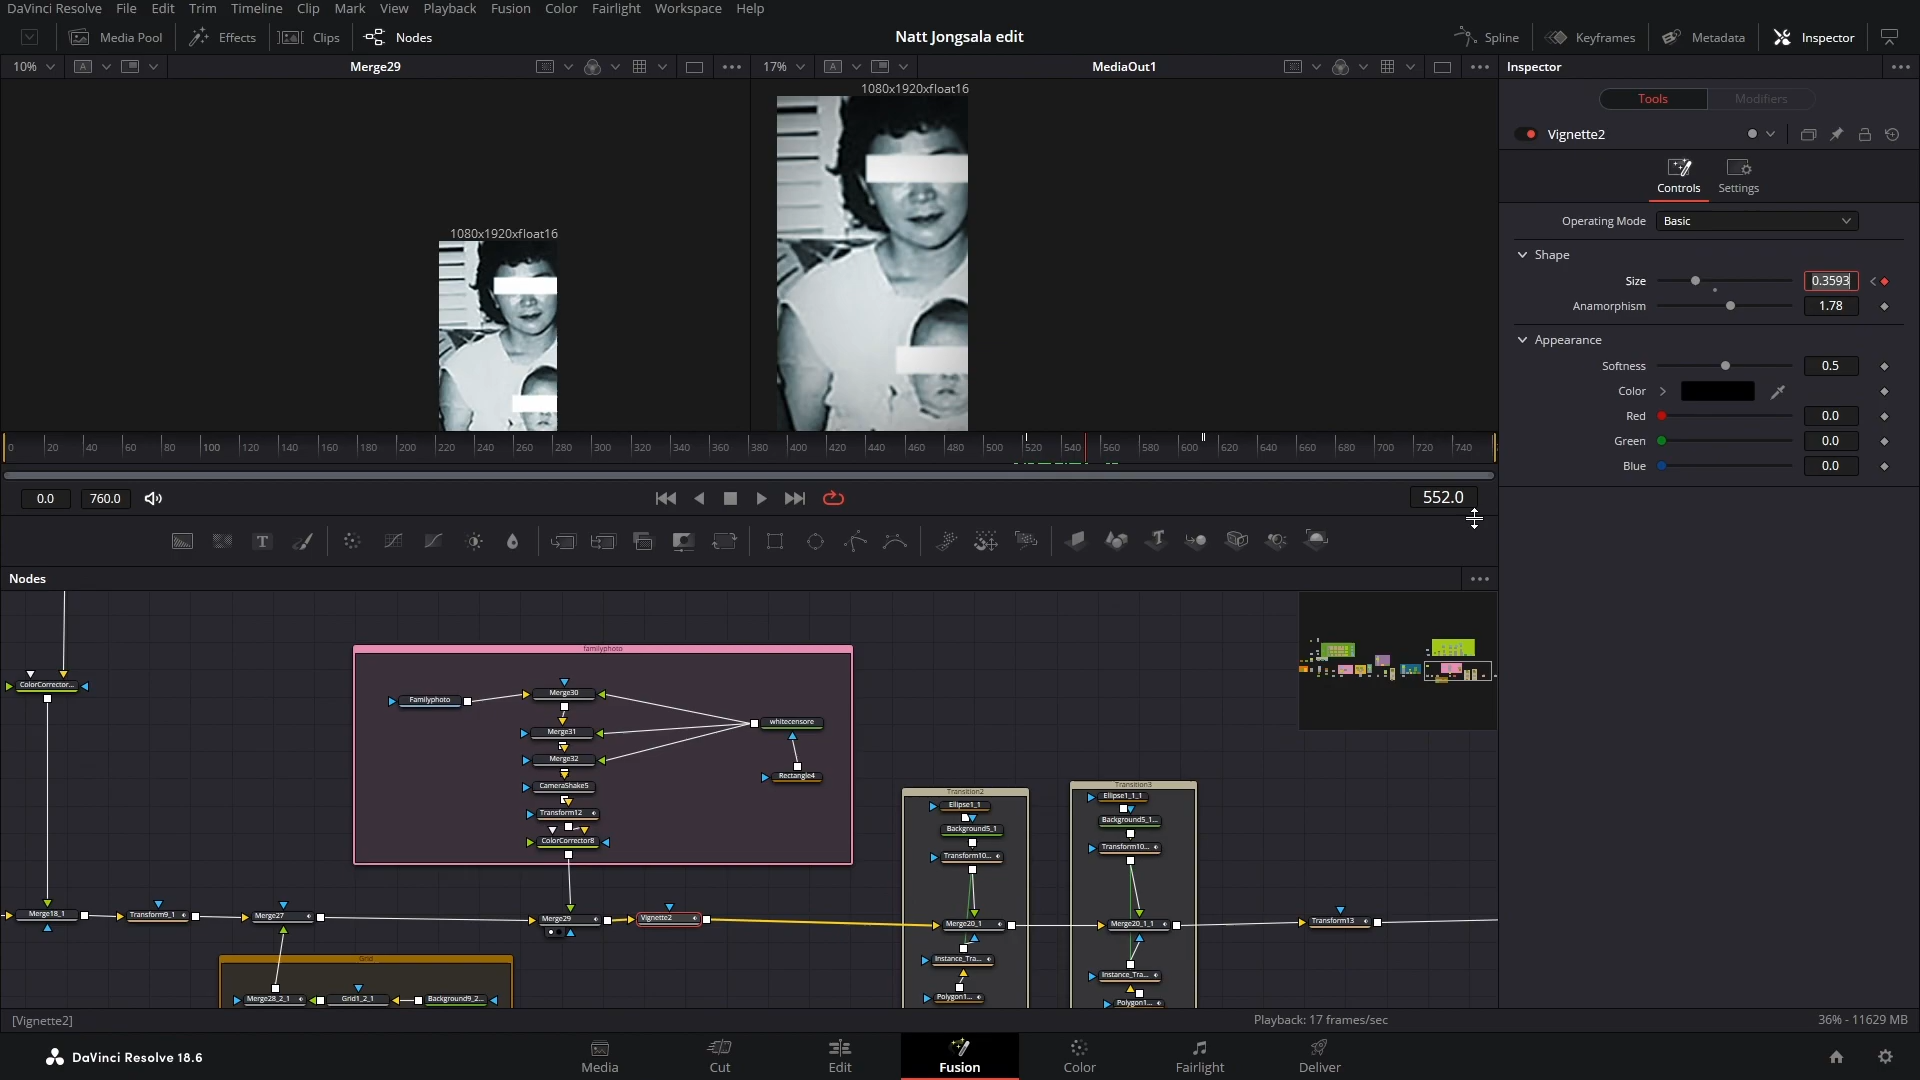 DaVinci Resolve File Edit Trim Timeline Clip Mark View Playback Fusion Color Fairlight Workspace Help
Media Pool Effects Clips Nodes Natt Jongsala edit Spline Keyframes Metadata Inspector
10% A Merge29 17% A MediaOut1 Inspector
1080x1920xfloat16
Tools Modifiers
Vignette2
Controls Settings
Operating Mode Basic
1080x1920xfloat16
Shape
Size 0.3593
Anamorphism 1.78
Appearance
Softness 0.5
Color
Red 0.0
Green 0.0
Blue 0.0
0 20 40 60 80 100 120 140 160 180 200 220 240 260 280 300 320 340 360 380 400 420 440 460 480 500 520 540 560 580 600 620 640 660 680 700 720 740
0.0 760.0 552.0
T T
Nodes
familyphoto
ColorCorrector...
Familyphoto
Merge30
Merge31
Merge32
CameraShake5
Transform12
ColorCorrector8
whitecensore
Rectangle4
Transition2
Ellipse1_1
Background5_1
Transform10...
Transition3
Ellipse1_1_1
Background5_1...
Transform10...
Merge18_1 Transform9_1 Merge27 Merge29 Vignette2 Merge20_1 Merge20_1_1 Transform13
Instance_Tra...
Polygon1...
Instance_Tra...
Polygon1...
Grid
Merge28_2_1 Grid1_2_1 Background9_2...
[Vignette2] Playback: 17 frames/sec 36% - 11629 MB
DaVinci Resolve 18.6
Media Cut Edit Fusion Color Fairlight Deliver